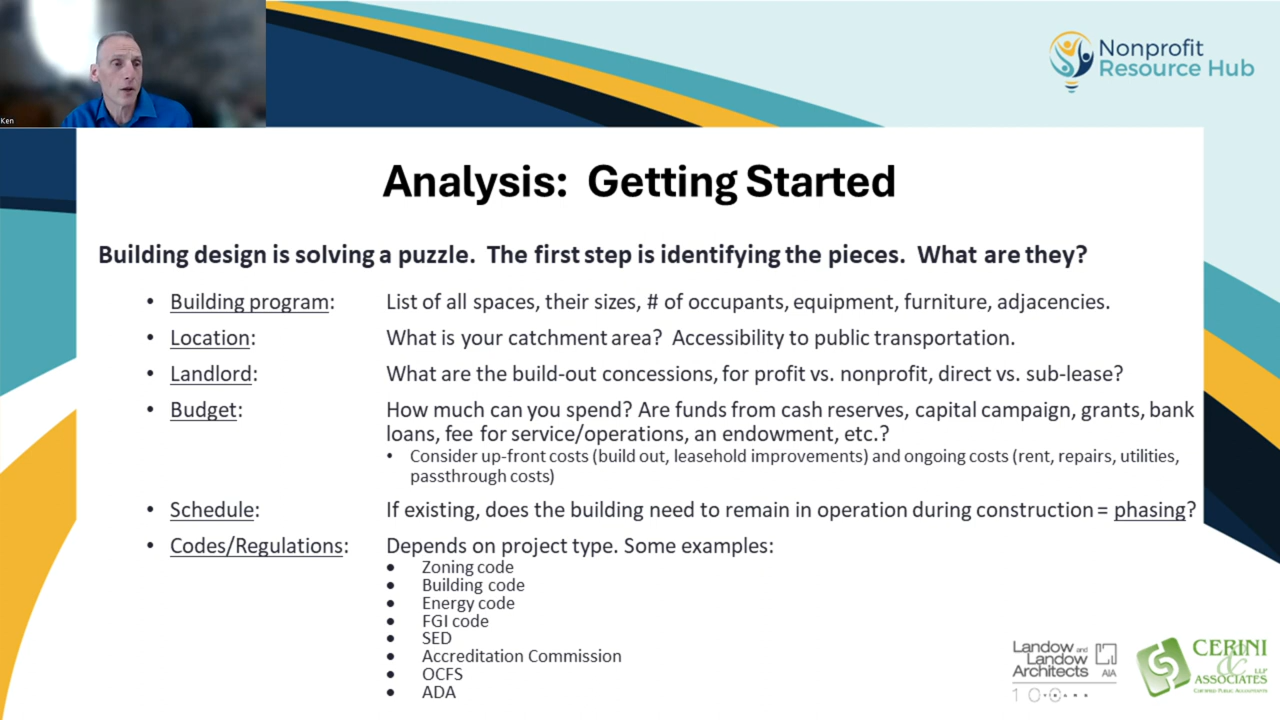 Ken
Nonprofit
Resource Hub
Analysis: Getting Started
Building design is solving a puzzle. The first step is identifying the pieces. What are they?
• Building program: List of all spaces, their sizes, # of occupants, equipment, furniture, adjacencies.
• Location: What is your catchment area? Accessibility to public transportation.
• Landlord: What are the build-out concessions, for profit vs. nonprofit, direct vs. sub-lease?
• Budget: How much can you spend? Are funds from cash reserves, capital campaign, grants, bank
loans, fee for service/operations, an endowment, etc.?
• Consider up-front costs (build out, leasehold improvements) and ongoing costs (rent, repairs, utilities,
passthrough costs)
• Schedule: If existing, does the building need to remain in operation during construction = phasing?
• Codes/Regulations: Depends on project type. Some examples:
• Zoning code
• Building code
• Energy code
• FGI code
• SED
• Accreditation Commission
• OCFS
• ADA
Landow and
Landow
Architects AIA
CERINI
&
ASSOCIATES LLP
Certified Public Accountants